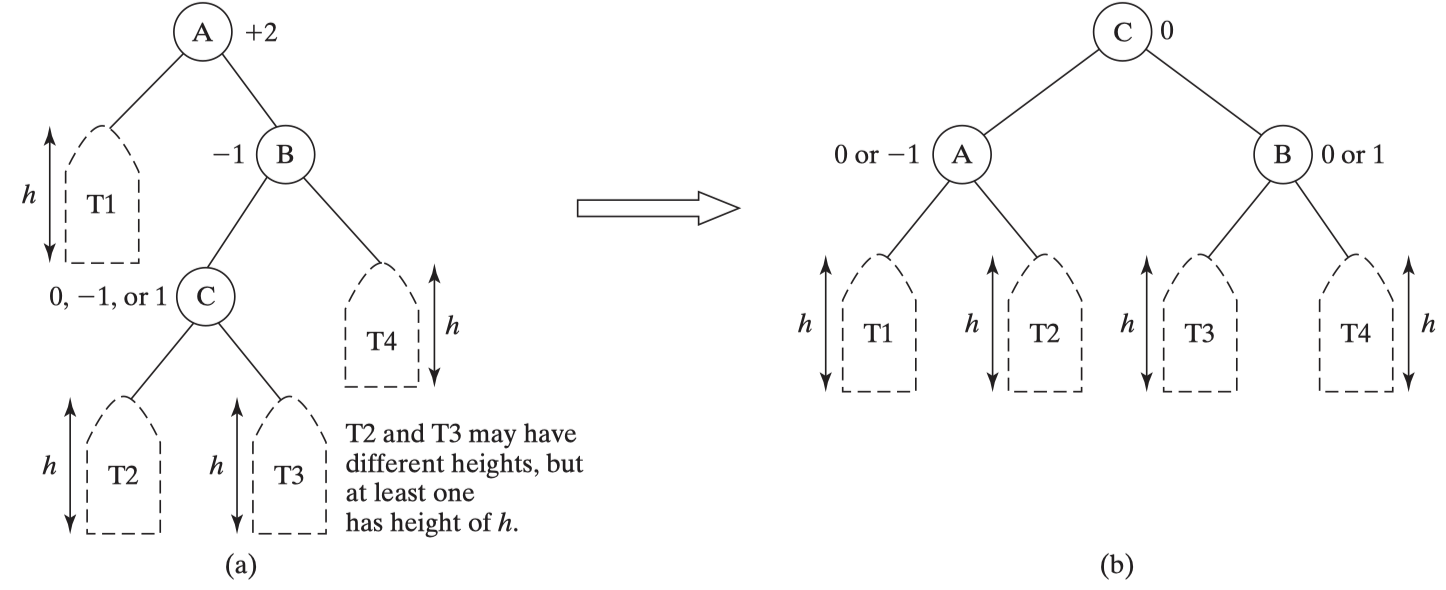 A +2
C 0
−1 B
0 or −1 A
B 0 or 1
h T1
0, −1, or 1 C
T4 h
h T2
h T3
T2 and T3 may have
different heights, but
at least one
has height of h.
h T1
h T2
h T3
T4 h
(a)
(b)